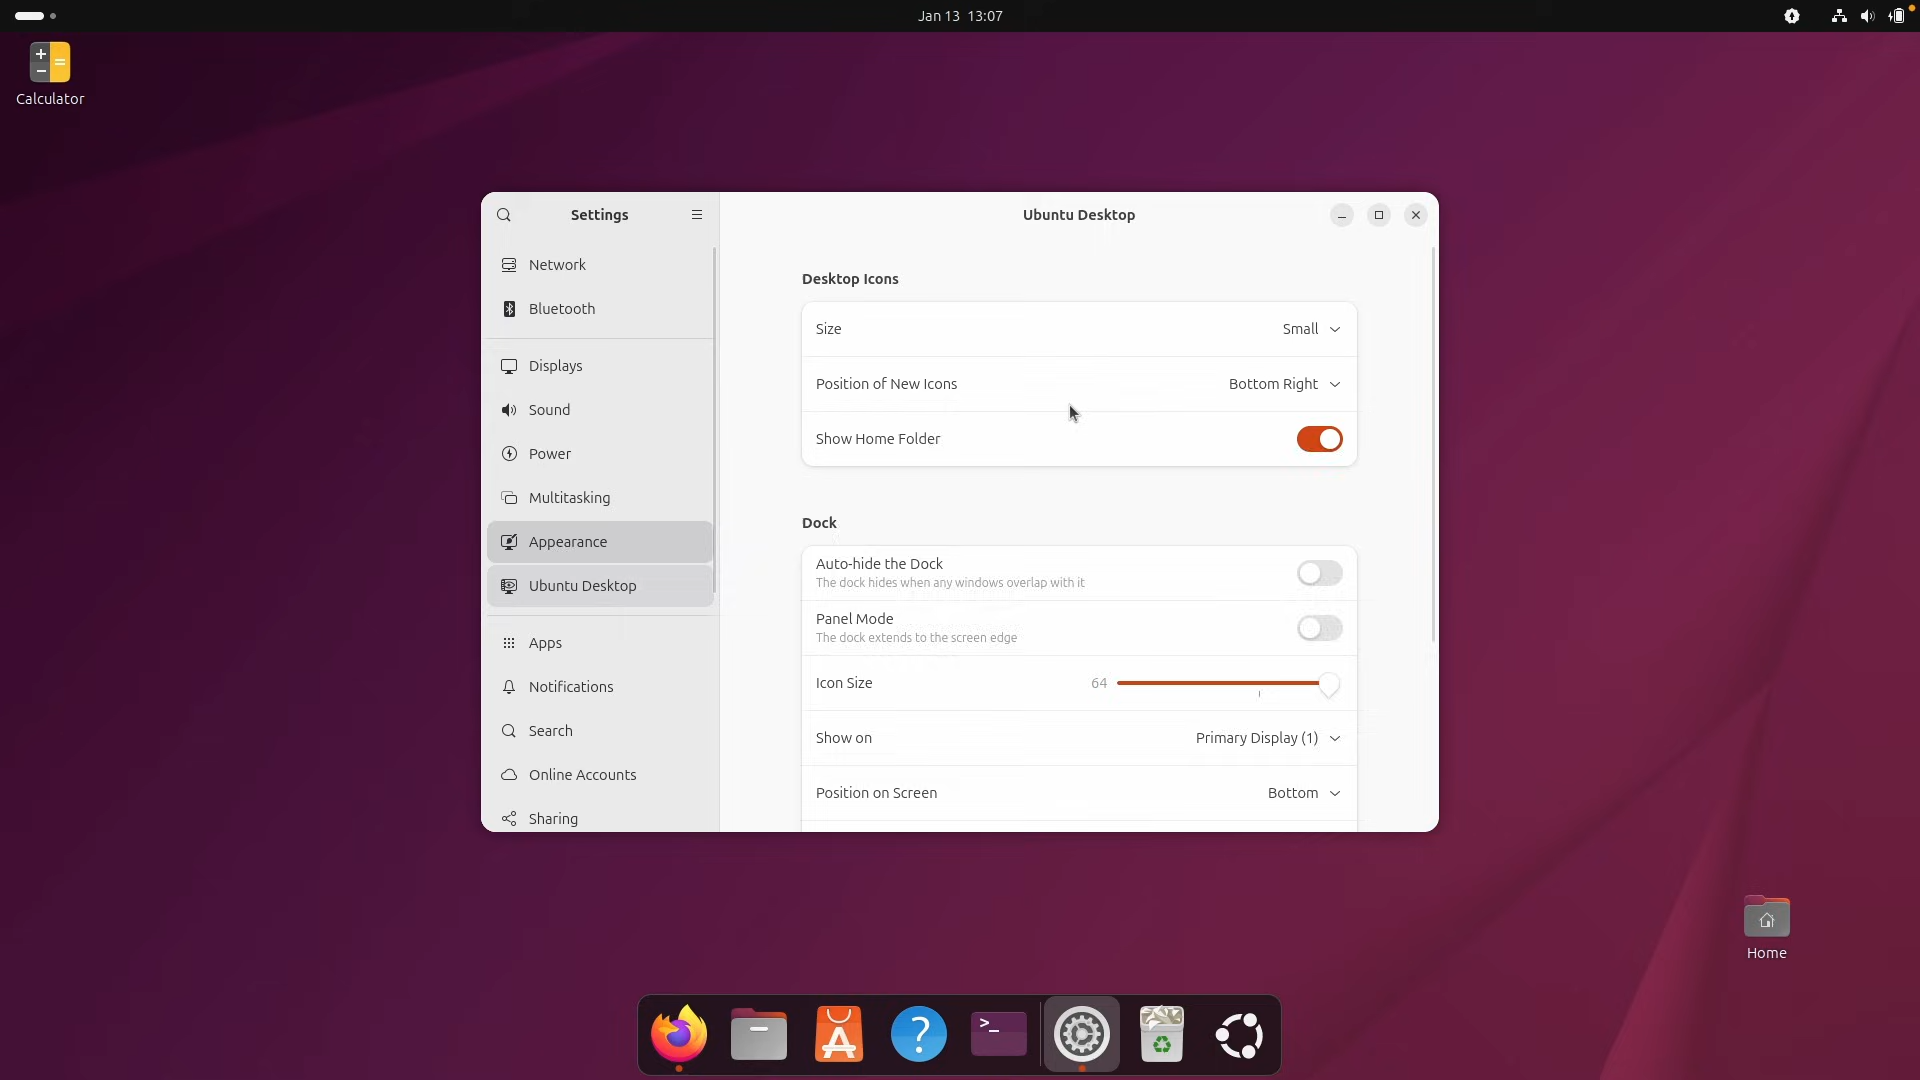 Jan 13 13:07
Calculator
Settings
Ubuntu Desktop
Network
Bluetooth
Displays
Sound
Power
Multitasking
Appearance
Ubuntu Desktop
Apps
Notifications
Search
Online Accounts
Sharing
Desktop Icons
Size Small
Position of New Icons Bottom Right
Show Home Folder
Dock
Auto-hide the Dock
The dock hides when any windows overlap with it
Panel Mode
The dock extends to the screen edge
Icon Size 64
Show on Primary Display (1)
Position on Screen Bottom
Home